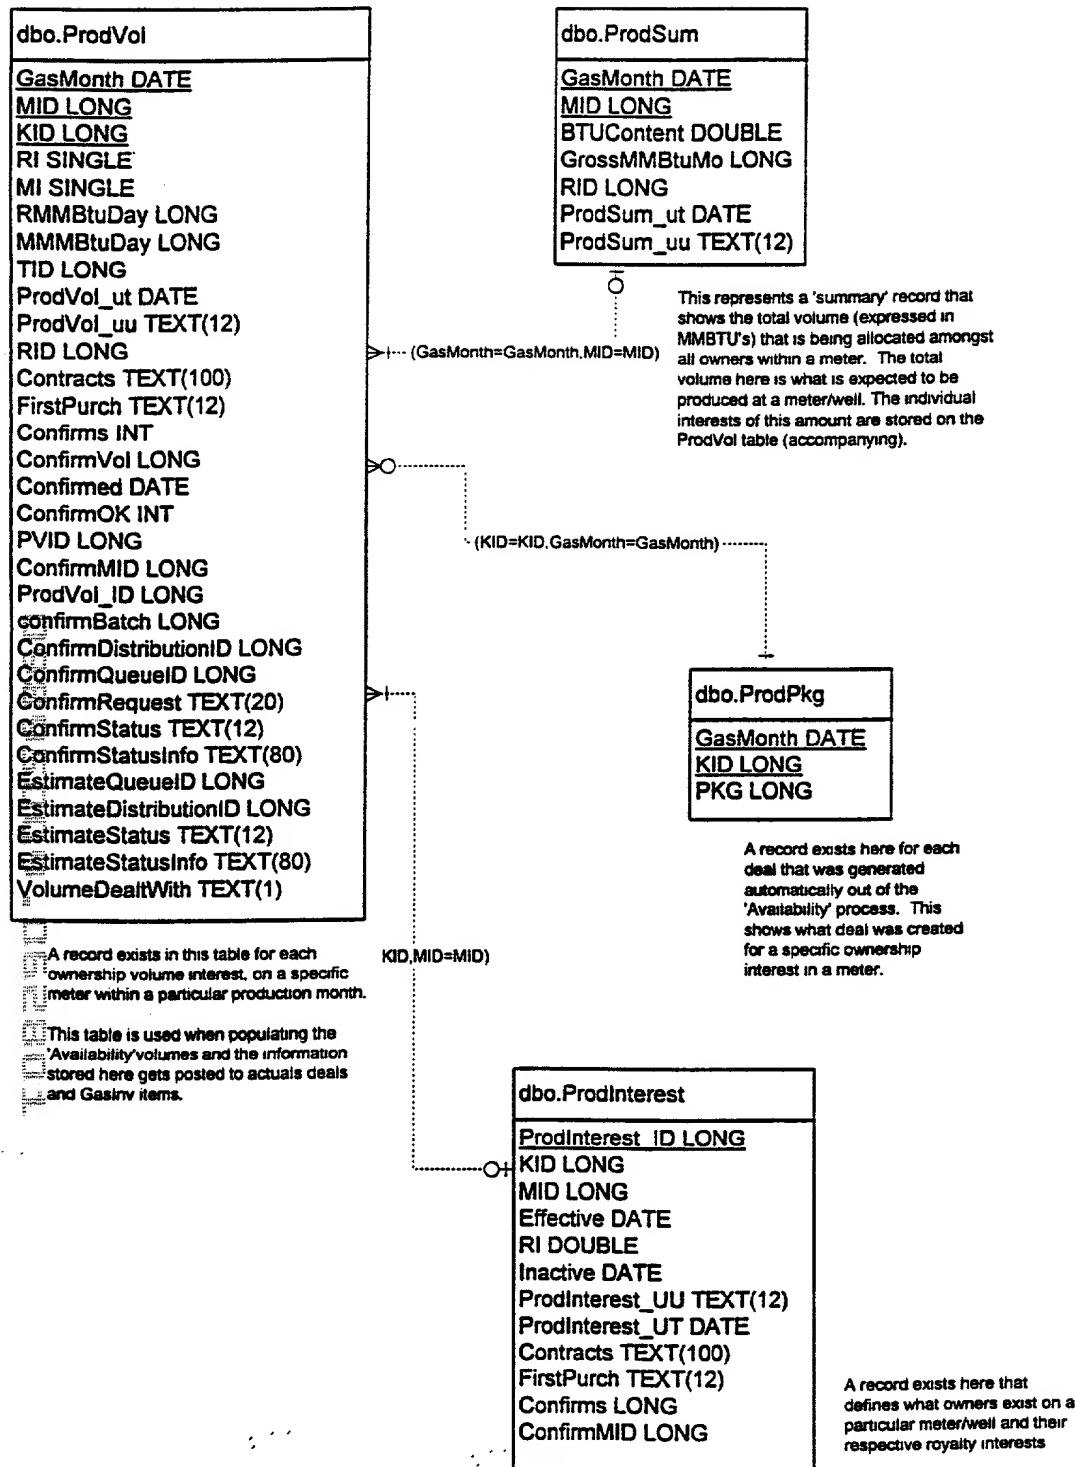 dbo.ProdVol
GasMonth DATE
MID LONG
KID LONG
RI SINGLE
MI SINGLE
RMMBtuDay LONG
MMMBtuDay LONG
TID LONG
ProdVol_ut DATE
ProdVol_uu TEXT(12)
RID LONG
Contracts TEXT(100)
FirstPurch TEXT(12)
Confirms INT
ConfirmVol LONG
Confirmed DATE
ConfirmOK INT
PVID LONG
ConfirmMID LONG
ProdVol_ID LONG
confirmBatch LONG
ConfirmDistributionID LONG
ConfirmQueueID LONG
ConfirmRequest TEXT(20)
ConfirmStatus TEXT(12)
ConfirmStatusInfo TEXT(80)
EstimateQueueID LONG
EstimateDistributionID LONG
EstimateStatus TEXT(12)
EstimateStatusInfo TEXT(80)
VolumeDealtWith TEXT(1)
A record exists in this table for each
ownership volume interest, on a specific
meter within a particular production month.
This table is used when populating the
'Availability'volumes and the information
stored here gets posted to actuals deals
and GasInv items.
dbo.ProdSum
GasMonth DATE
MID LONG
BTUContent DOUBLE
GrossMMBtuMo LONG
RID LONG
ProdSum_ut DATE
ProdSum_uu TEXT(12)
This represents a 'summary' record that
shows the total volume (expressed in
MMBTU's) that is being allocated amongst
all owners within a meter. The total
volume here is what is expected to be
produced at a meter/well. The individual
interests of this amount are stored on the
ProdVol table (accompanying).
(GasMonth=GasMonth,MID=MID)
(KID=KID,GasMonth=GasMonth)
dbo.ProdPkg
GasMonth DATE
KID LONG
PKG LONG
A record exists here for each
deal that was generated
automatically out of the
'Availability' process. This
shows what deal was created
for a specific ownership
interest in a meter.
KID,MID=MID)
dbo.ProdInterest
ProdInterest_ID LONG
KID LONG
MID LONG
Effective DATE
RI DOUBLE
Inactive DATE
ProdInterest_UU TEXT(12)
ProdInterest_UT DATE
Contracts TEXT(100)
FirstPurch TEXT(12)
Confirms LONG
ConfirmMID LONG
A record exists here that
defines what owners exist on a
particular meter/well and their
respective royalty interests